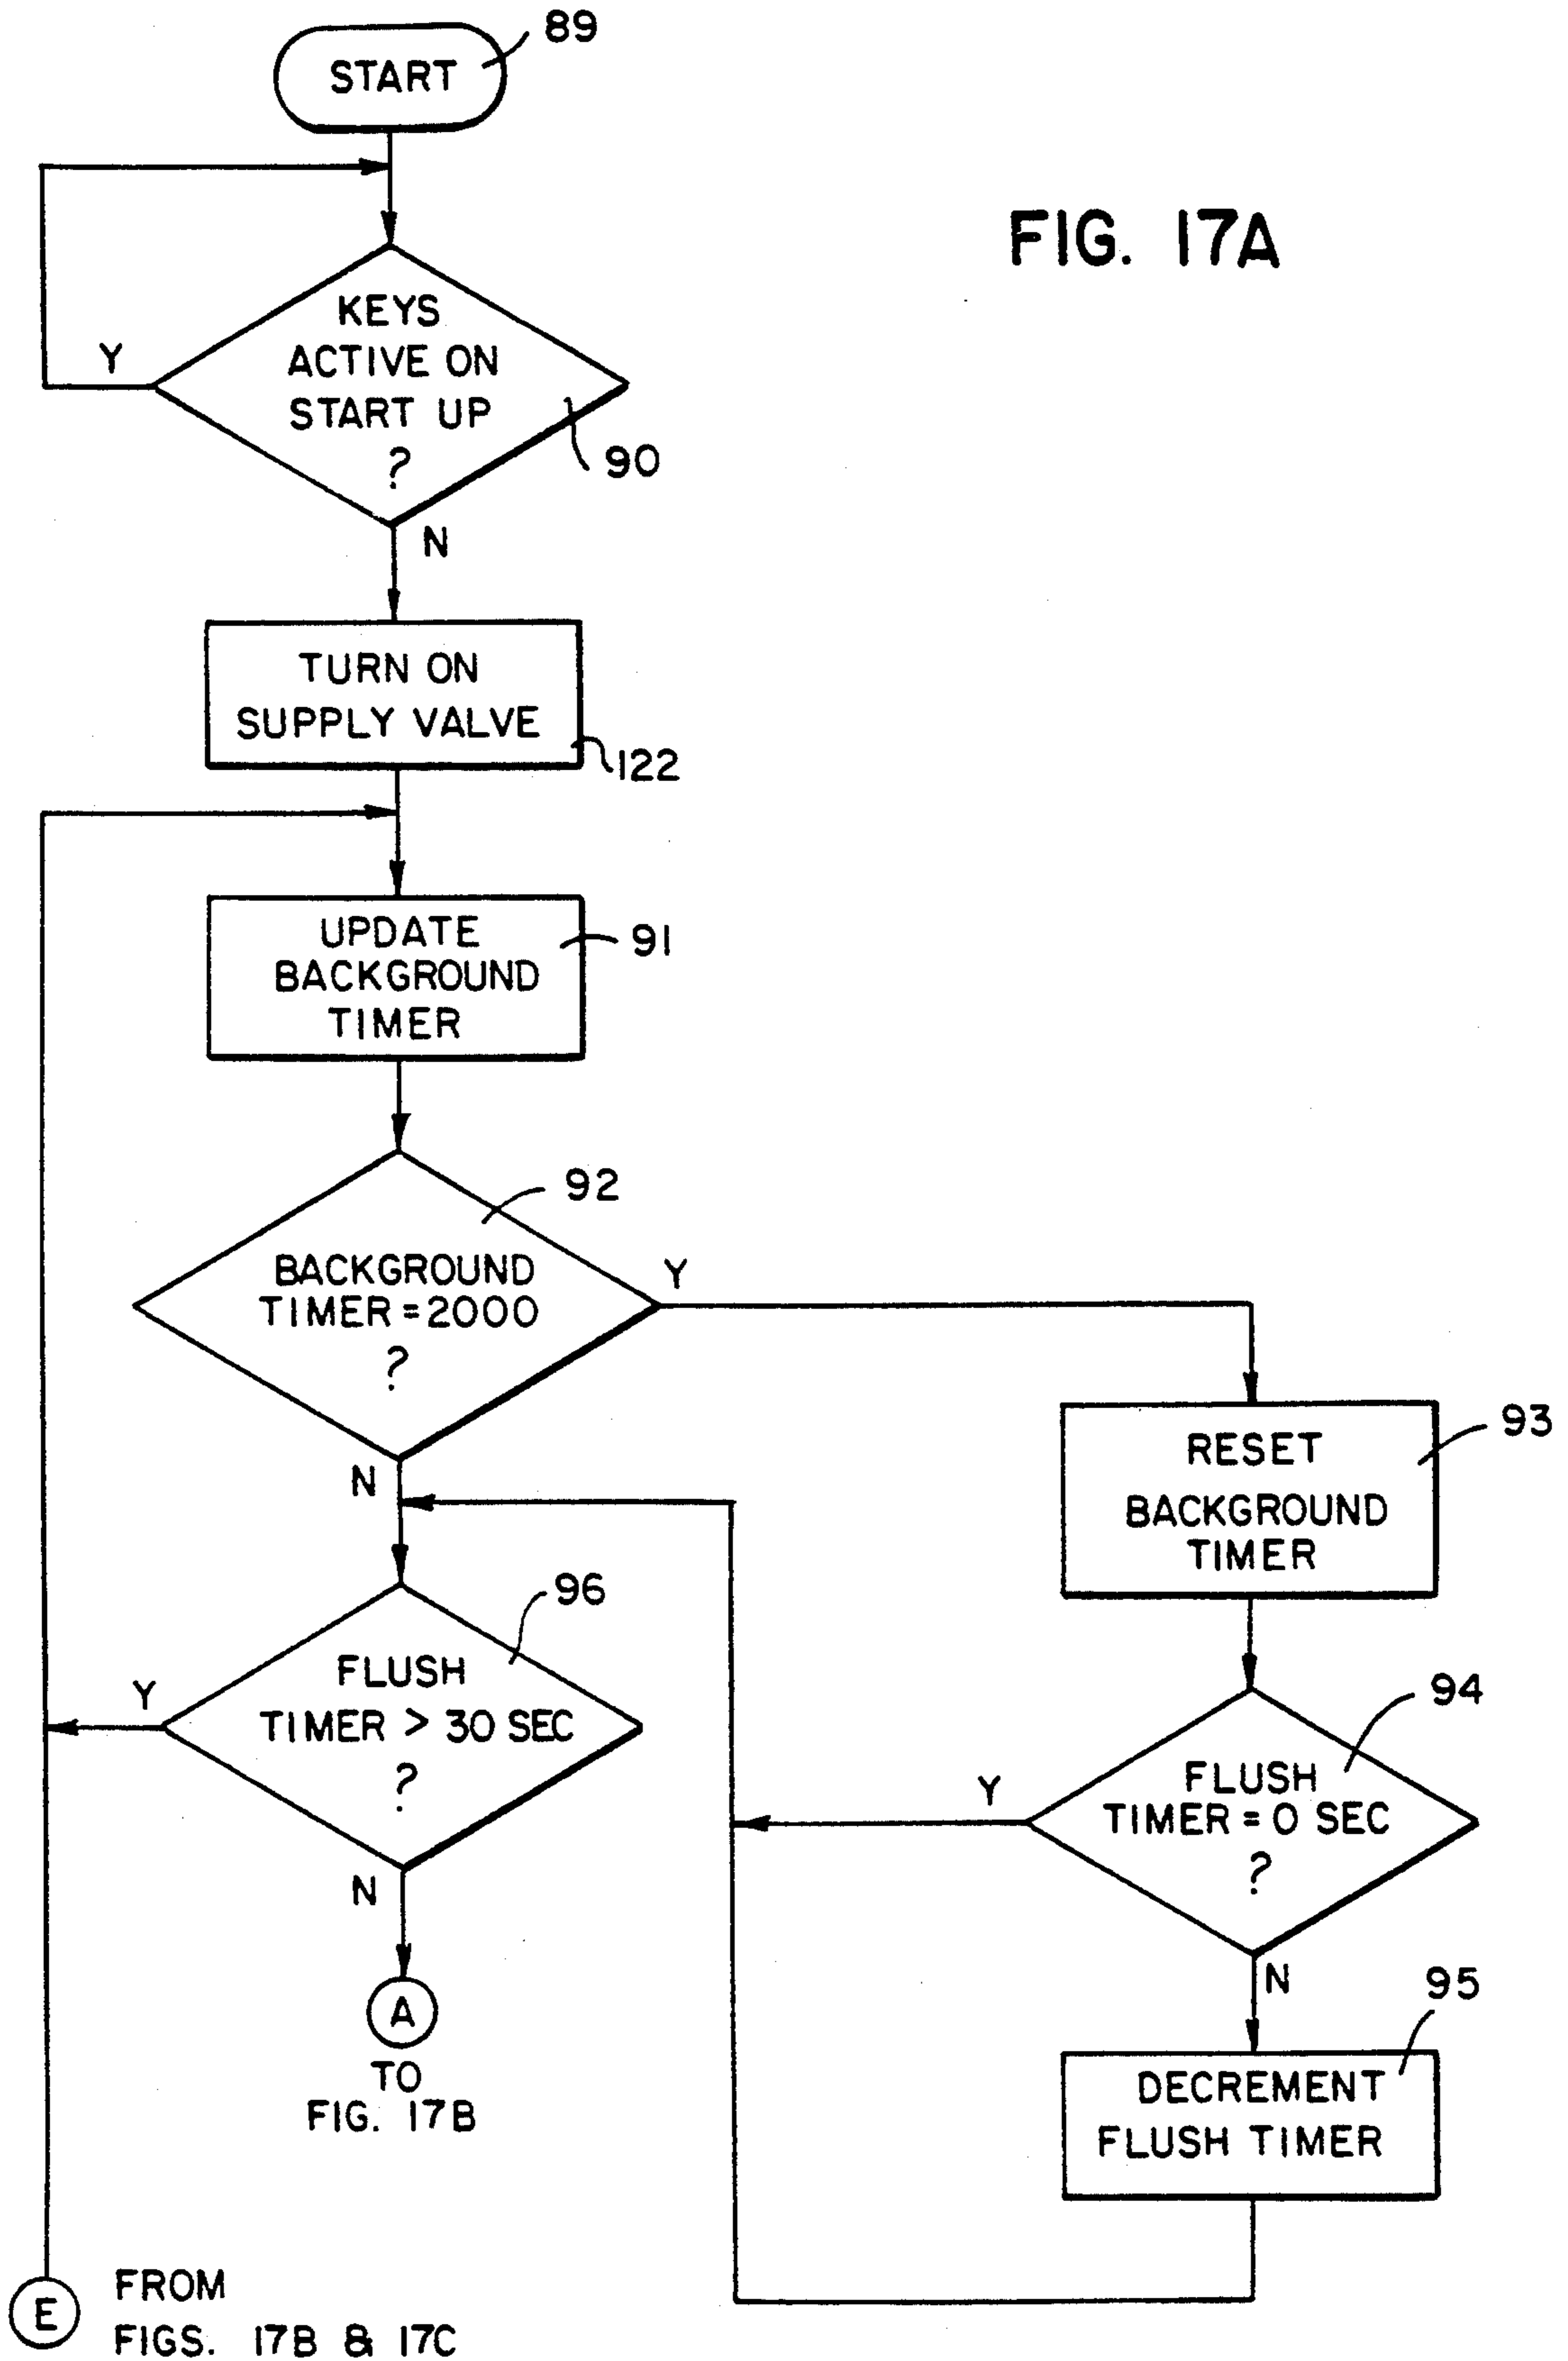 START
89
FIG. 17A
KEYS
ACTIVE ON
START UP
?
Y
90
N
TURN ON
SUPPLY VALVE
122
UPDATE
BACKGROUND
TIMER
91
92
BACKGROUND
TIMER = 2000
?
Y
N
RESET
BACKGROUND
TIMER
93
96
FLUSH
TIMER > 30 SEC
?
Y
N
94
FLUSH
TIMER = 0 SEC
?
Y
N
A
TO
FIG. 17B
95
DECREMENT
FLUSH TIMER
E
FROM
FIGS. 17B & 17C